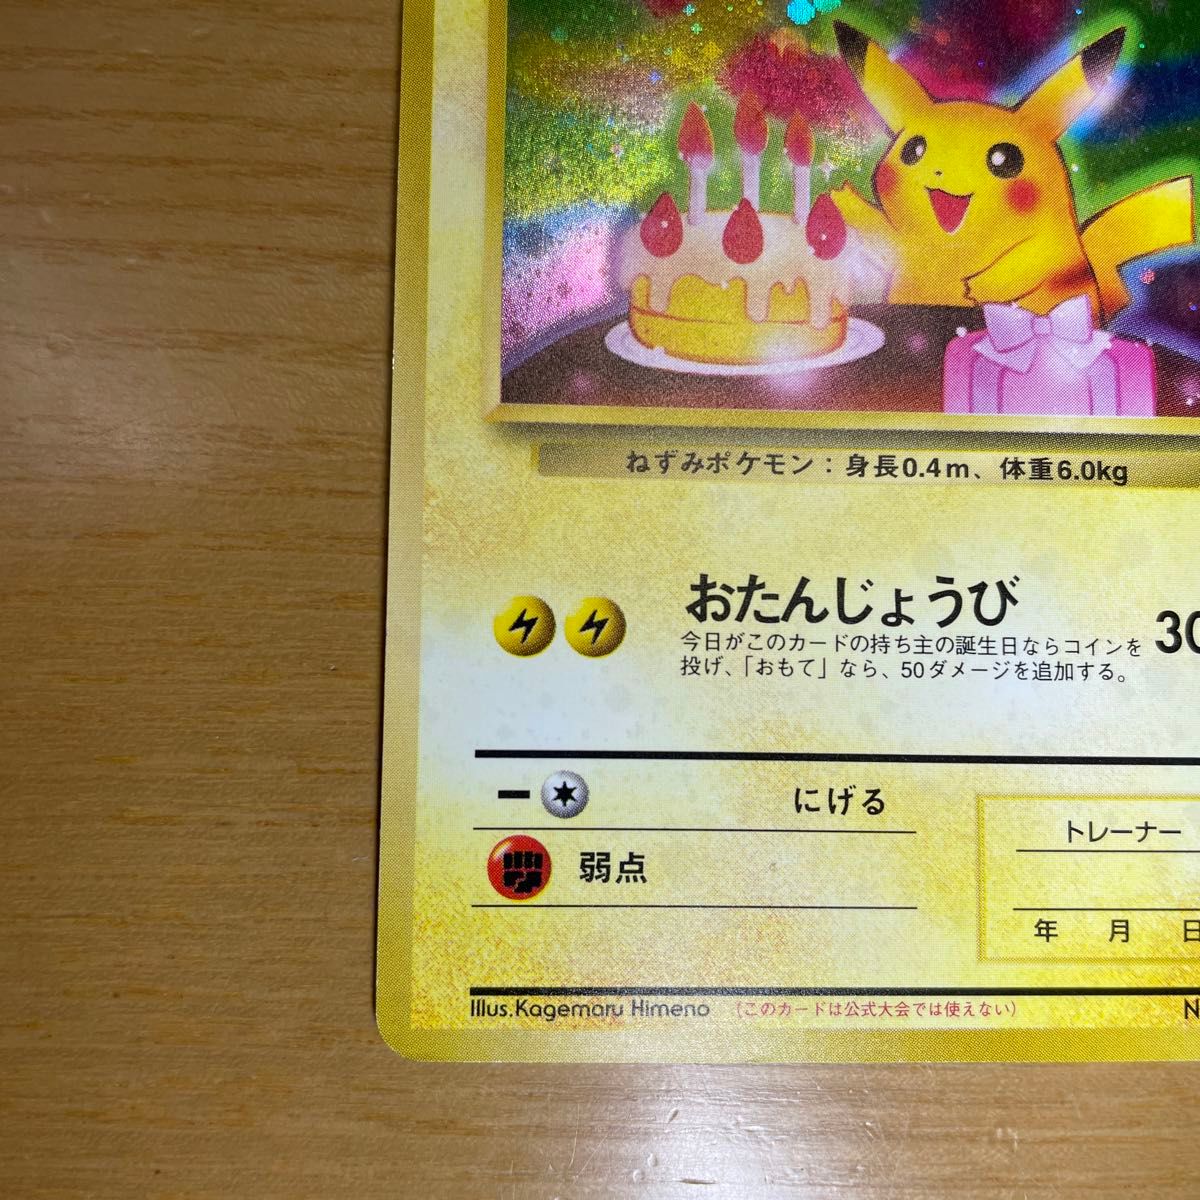 ねずみポケモン：身長0.4m、体重6.0kg
おたんじょうび
30
今日がこのカードの持ち主の誕生日ならコインを
投げ、「おもて」なら、50ダメージを追加する。
にげる
弱点
トレーナー
年 月 日
Illus.Kagemaru Himeno （このカードは公式大会では使えない） N